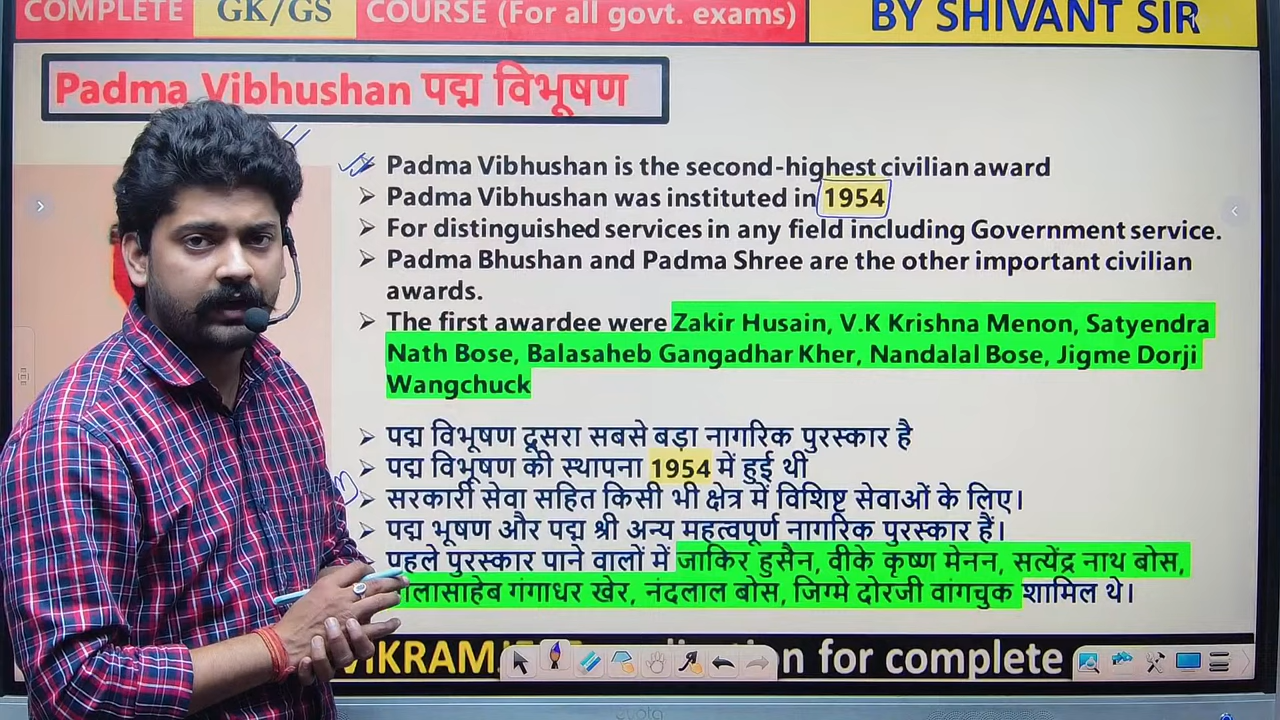 COMPLETE GK/GS COURSE (For all govt. exams) BY SHIVANT SIR
Padma Vibhushan पद्म विभूषण
Padma Vibhushan is the second-highest civilian award
Padma Vibhushan was instituted in 1954
For distinguished services in any field including Government service.
Padma Bhushan and Padma Shree are the other important civilian
awards.
The first awardee were Zakir Husain, V.K Krishna Menon, Satyendra
Nath Bose, Balasaheb Gangadhar Kher, Nandalal Bose, Jigme Dorji
Wangchuck
पद्म विभूषण दूसरा सबसे बड़ा नागरिक पुरस्कार है
पद्म विभूषण की स्थापना 1954 में हुई थी
सरकारी सेवा सहित किसी भी क्षेत्र में विशिष्ट सेवाओं के लिए।
पद्म भूषण और पद्म श्री अन्य महत्वपूर्ण नागरिक पुरस्कार हैं।
पहले पुरस्कार पाने वालों में जाकिर हुसैन, वीके कृष्ण मेनन, सत्येंद्र नाथ बोस,
गंगाधर खेर, नंदलाल बोस, जिग्मे दोरजी वांगचुक शामिल थे।
for complete